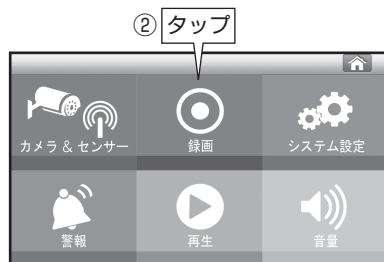 ② タップ
カメラ & センサー
録画
システム設定
警報
再生
音量